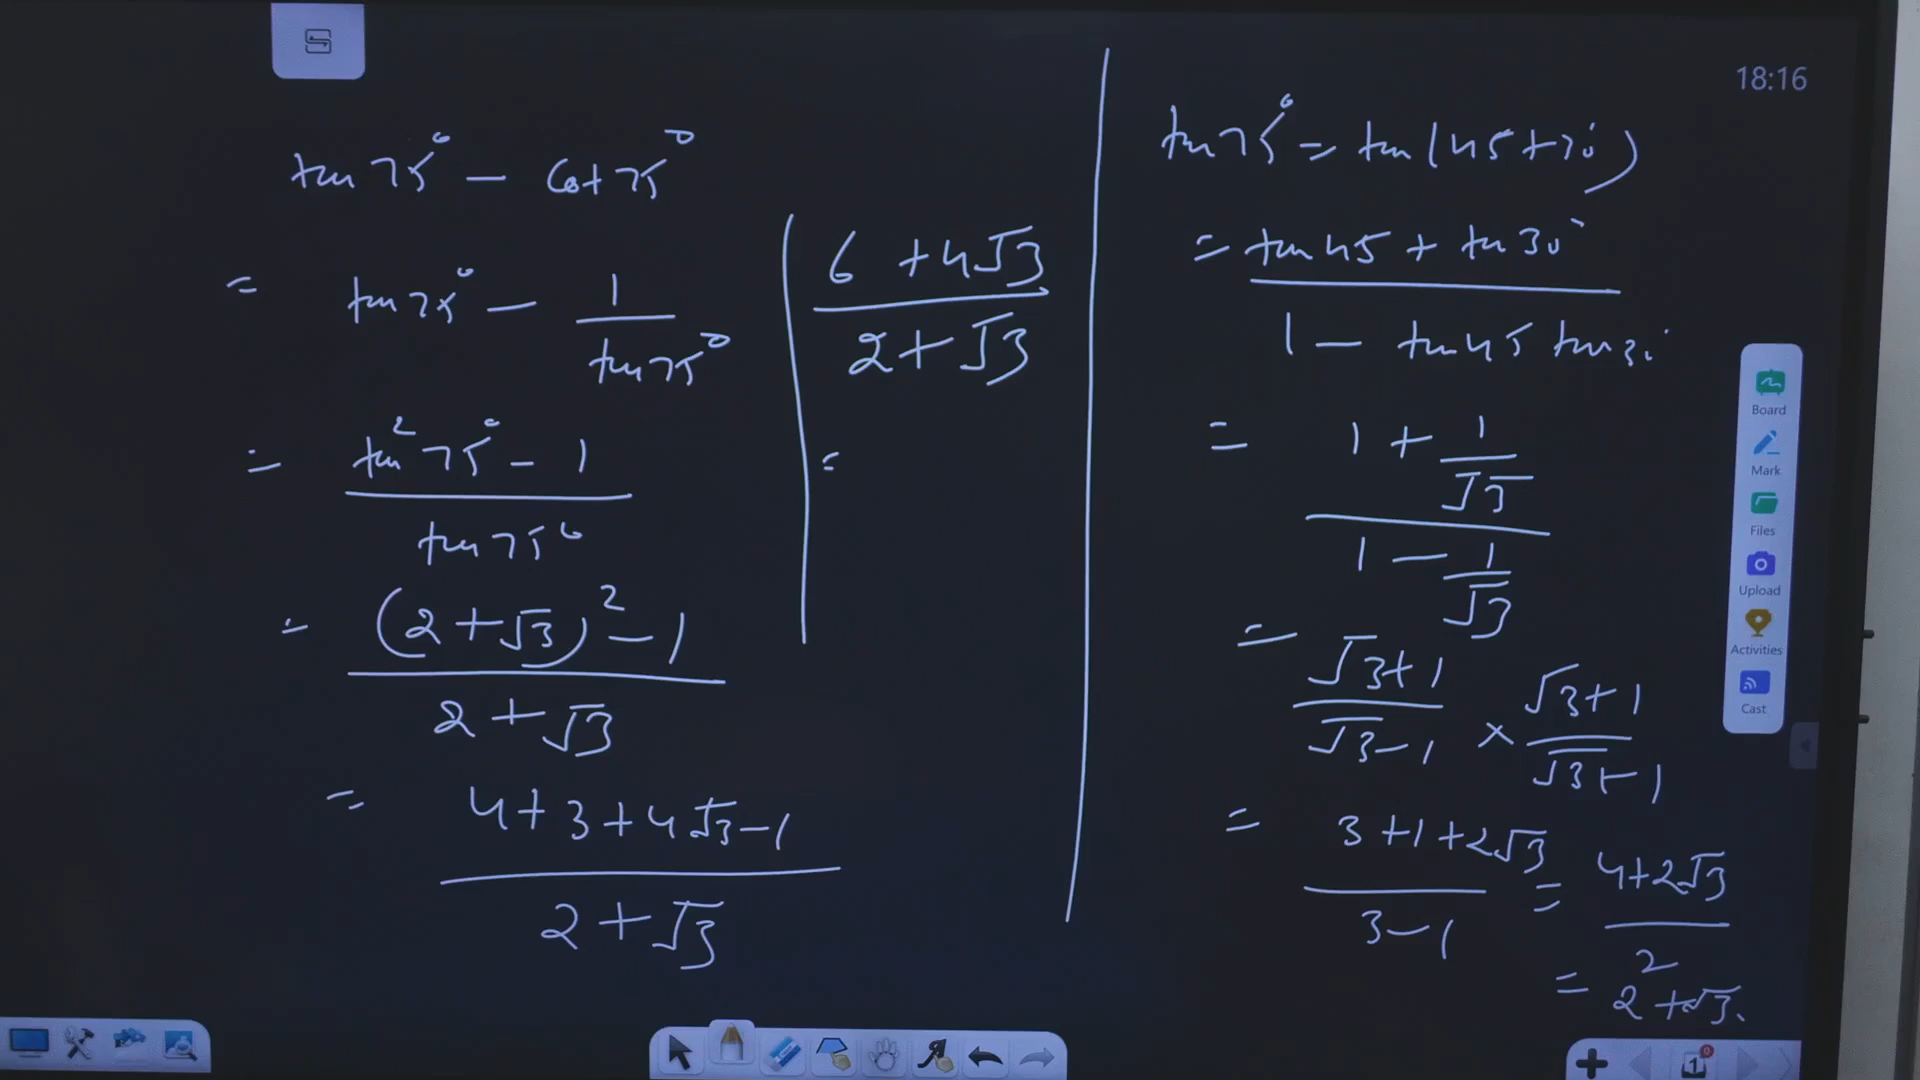 18:16
tan 75° - cot 75°
= tan 75° - 1/tan 75°
= (tan² 75° - 1)/tan 75°
= ((2+√3)² - 1)/(2+√3)
= (4+3+4√3-1)/(2+√3)
(6+4√3)/(2+√3)
=
tan 75° = tan(45+30°)
= (tan 45 + tan 30°)/(1 - tan 45 tan 30)
= (1 + 1/√3)/(1 - 1/√3)
= (√3+1)/(√3-1) × (√3+1)/(√3+1)
= (3+1+2√3)/(3-1) = (4+2√3)/2
= 2+√3.
Board
Mark
Files
Upload
Activities
Cast
1